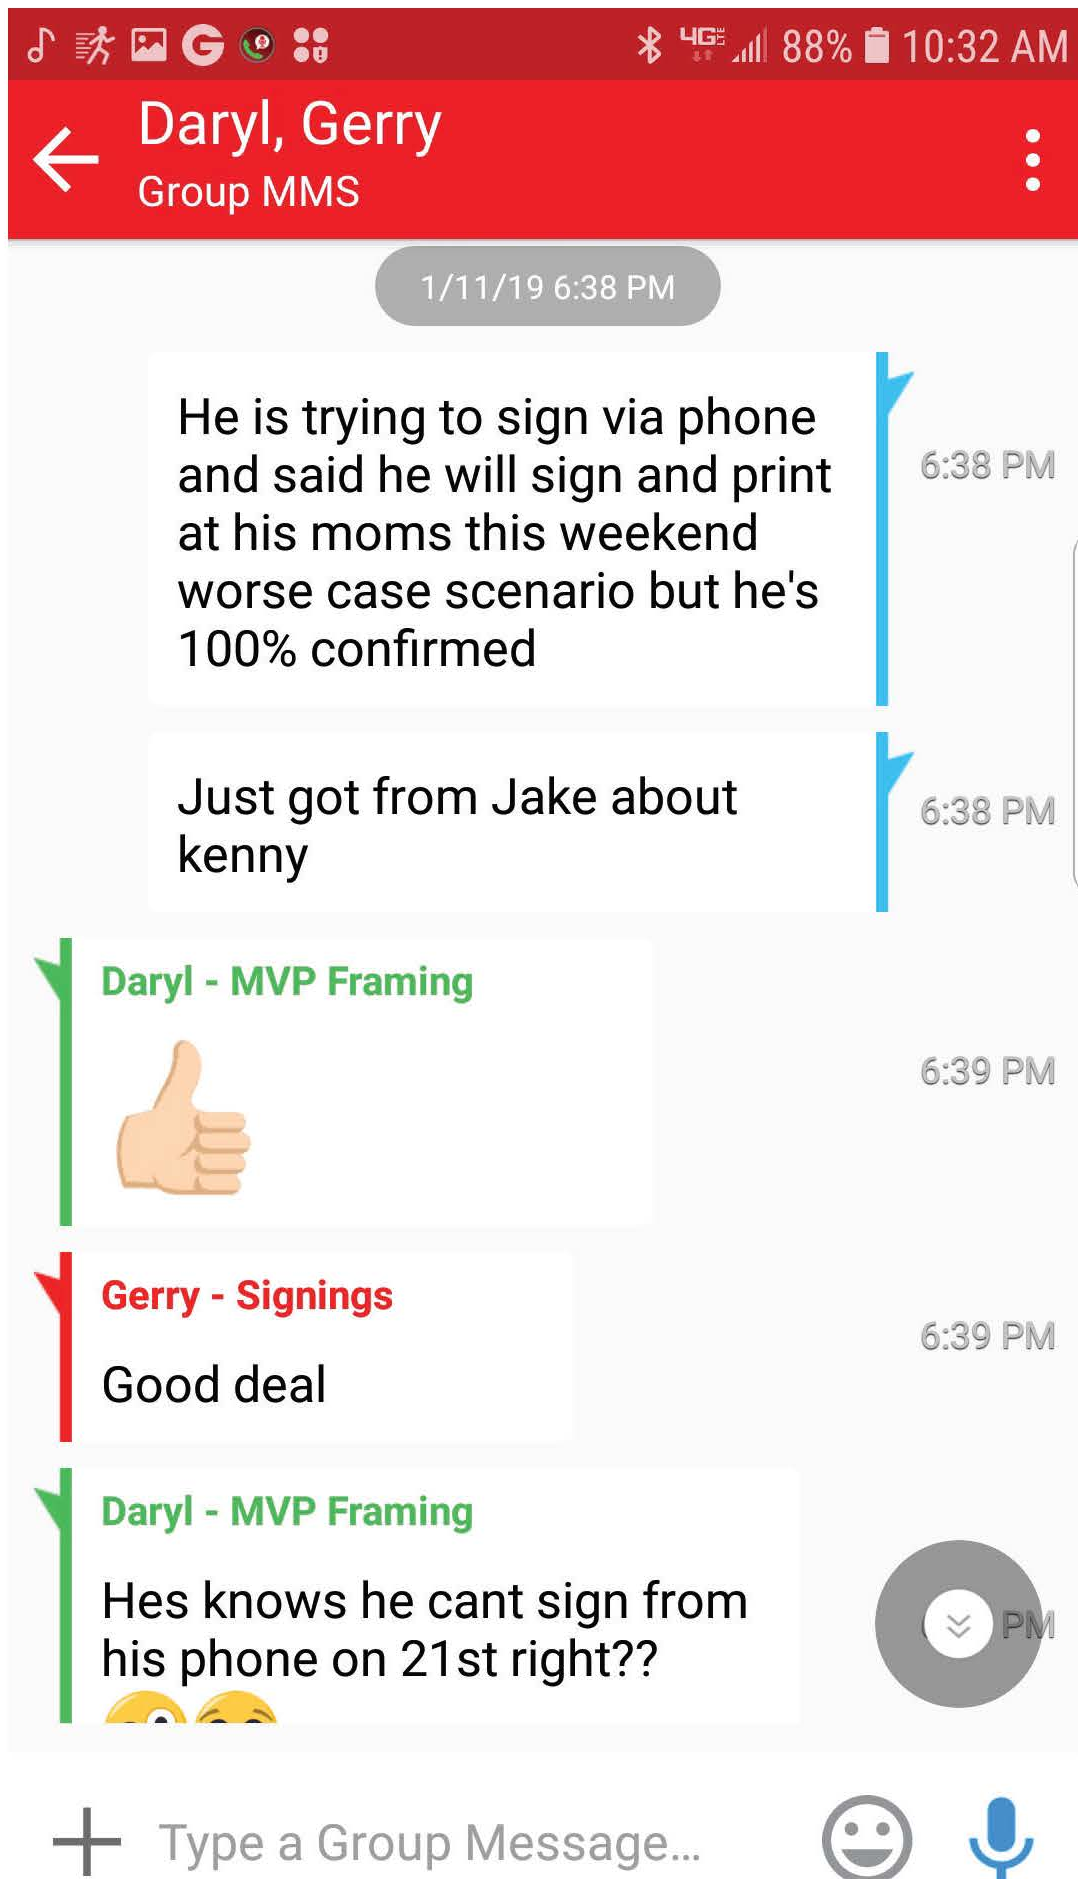 4G LTE 88% 10:32 AM
Daryl, Gerry
Group MMS
1/11/19 6:38 PM
He is trying to sign via phone
and said he will sign and print
at his moms this weekend
worse case scenario but he's
100% confirmed
6:38 PM
Just got from Jake about
kenny
6:38 PM
Daryl - MVP Framing
6:39 PM
Gerry - Signings
Good deal
6:39 PM
Daryl - MVP Framing
Hes knows he cant sign from
his phone on 21st right??
PM
Type a Group Message...